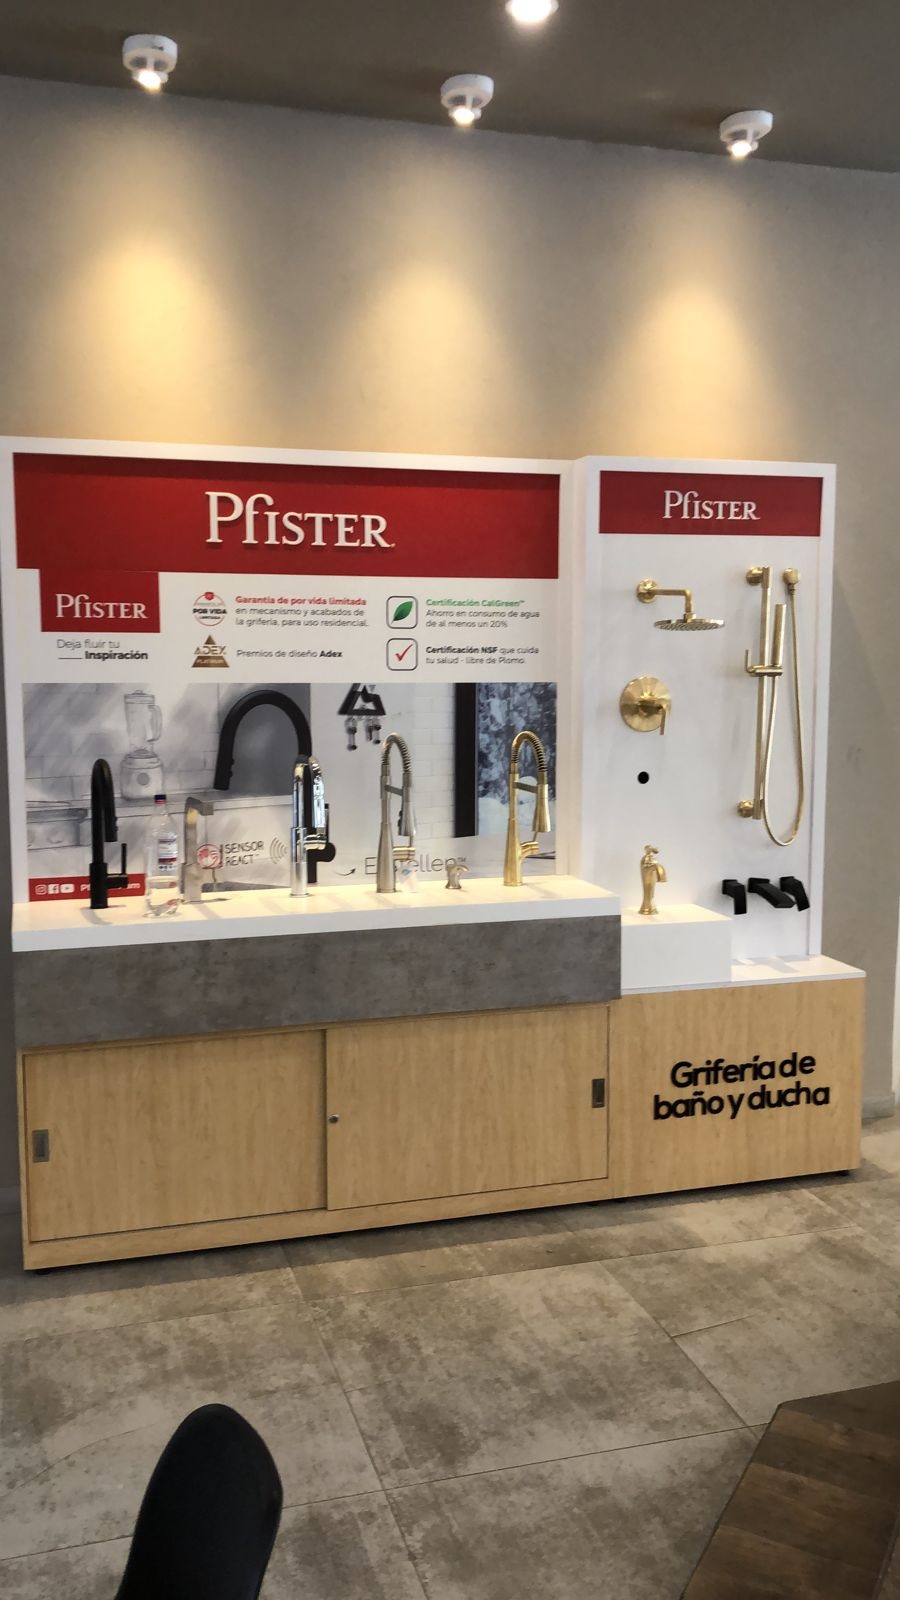 Pfister
Pfister
Pfister
Deja fluir tu
Inspiración
POR VIDA
Garantía de por vida limitada
en mecanismo y acabados de
la grifería, para uso residencial.
ADEX
PLATINUM
Premios de diseño Adex
Certificación CalGreen™
Ahorro en consumo de agua
de al menos un 20%
Certificación NSF que cuida
tu salud - libre de Plomo.
SENSOR
REACT™
Grifería de
baño y ducha